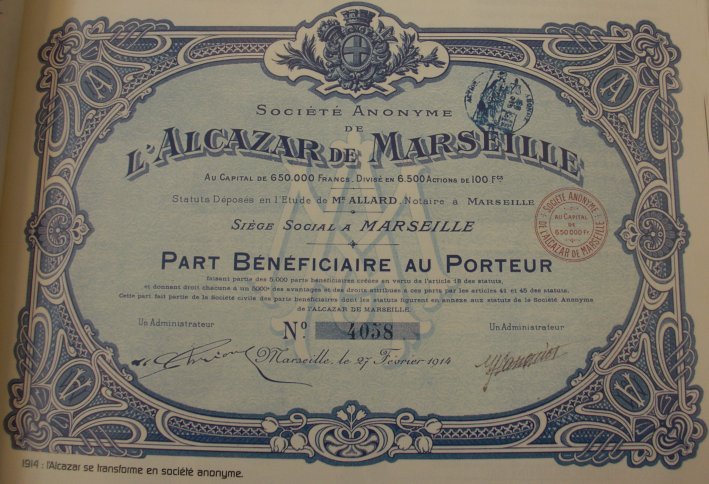 SOCIÉTÉ ANONYME
DE
L'ALCAZAR DE MARSEILLE
AU CAPITAL DE 650.000 FRANCS, DIVISÉ EN 6.500 ACTIONS DE 100 FCS
Statuts Déposés en l'Etude de Me ALLARD, Notaire à MARSEILLE
SIÈGE SOCIAL A MARSEILLE
SOCIÉTÉ ANONYME
AU CAPITAL
DE
650000 FR.
DE L'ALCAZAR DE MARSEILLE
PART BÉNÉFICIAIRE AU PORTEUR
faisant partie des 5.000 parts bénéficiaires créées en vertu de l'article 18 des statuts,
et donnant droit chacune à un 5000e des avantages et des droits attribués à ces parts par les articles 41 et 45 des statuts.
Cette part fait partie de la Société civile des parts bénéficiaires dont les statuts figurent en annexe aux statuts de la Société Anonyme
de l'ALCAZAR DE MARSEILLE.
Un Administrateur
No. 4038
Un Administrateur
Marseille, le 27 Février 1914
A
A
A
A
AM
1914 : l'Alcazar se transforme en société anonyme.